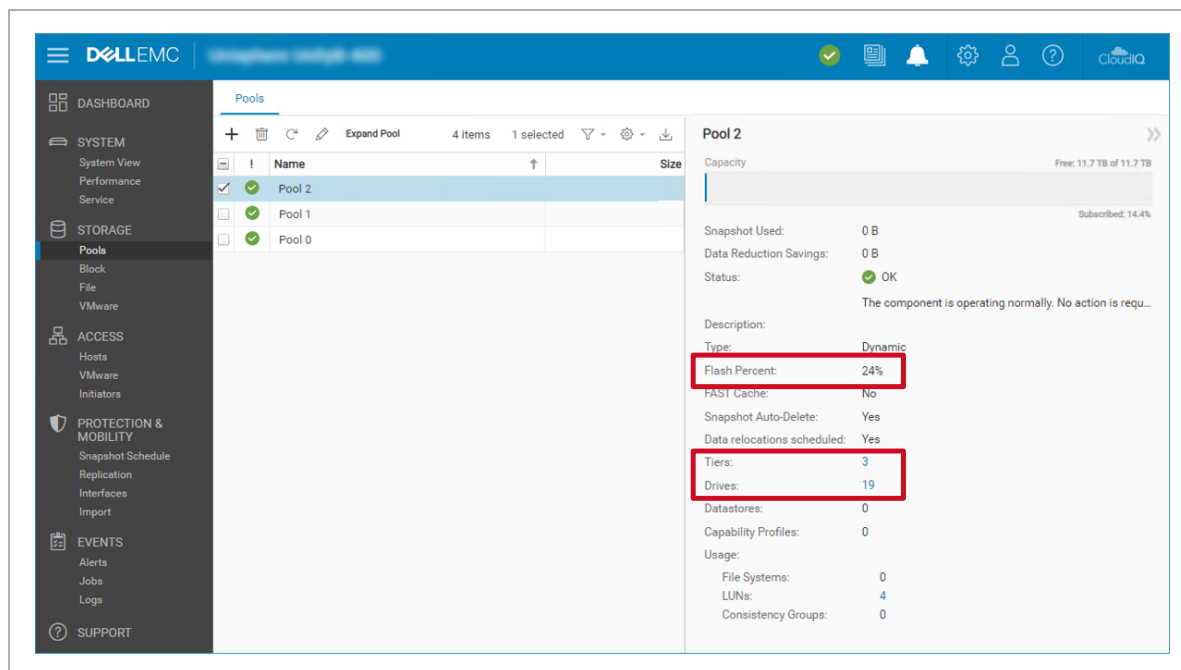 DELLEMC
CloudIQ
DASHBOARD
SYSTEM
System View
Performance
Service
STORAGE
Pools
Block
File
VMware
ACCESS
Hosts
VMware
Initiators
PROTECTION &
MOBILITY
Snapshot Schedule
Replication
Interfaces
Import
EVENTS
Alerts
Jobs
Logs
SUPPORT
Pools
Expand Pool 4 items 1 selected
! Name Size
Pool 2
Pool 1
Pool 0
Pool 2
Capacity Free: 11.7 TB of 11.7 TB
Subscribed: 14.4%
Snapshot Used: 0 B
Data Reduction Savings: 0 B
Status: OK
The component is operating normally. No action is requ...
Description:
Type: Dynamic
Flash Percent: 24%
FAST Cache: No
Snapshot Auto-Delete: Yes
Data relocations scheduled: Yes
Tiers: 3
Drives: 19
Datastores: 0
Capability Profiles: 0
Usage:
File Systems: 0
LUNs: 4
Consistency Groups: 0